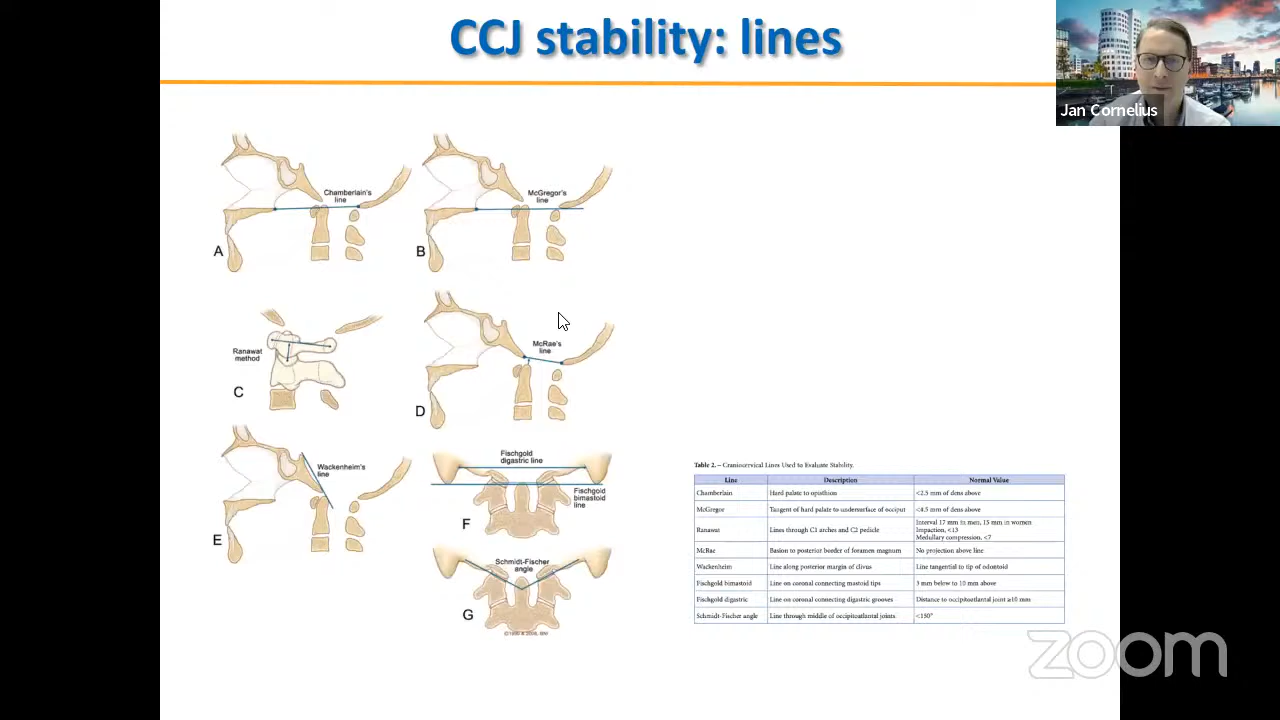 CCJ stability: lines
Jan Cornelius
Chamberlain's
line
A
McGregor's
line
B
Ranawat
method
C
McRae's
line
D
Wackenheim's
line
E
Fischgold
digastric line
Fischgold
bimastoid
line
F
Schmidt-Fischer
angle
G
Table 2. – Craniocervical Lines Used to Evaluate Stability.
Line Description Normal Value
Chamberlain Hard palate to opisthion <2.5 mm of dens above
McGregor Tangent of hard palate to undersurface of occiput <4.5 mm of dens above
Ranawat Lines through C1 arches and C2 pedicle Interval 17 mm in men, 15 mm in women
Impaction, <13
Medullary compression, <7
McRae Basion to posterior border of foramen magnum No projection above line
Wackenheim Line along posterior margin of clivus Line tangential to tip of odontoid
Fischgold bimastoid Line on coronal connecting mastoid tips 3 mm below to 10 mm above
Fischgold digastric Line on coronal connecting digastric grooves Distance to occipitoatlantal joint ≥10 mm
Schmidt-Fischer angle Line through middle of occipitoatlantal joints <150°
zoom